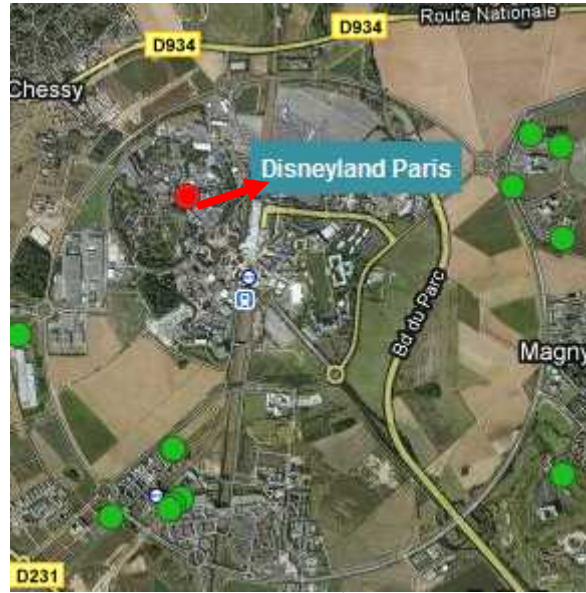 Route Nationale
D934
D934
Chessy
Disneyland Paris
Bd du Parc
Magny
D231